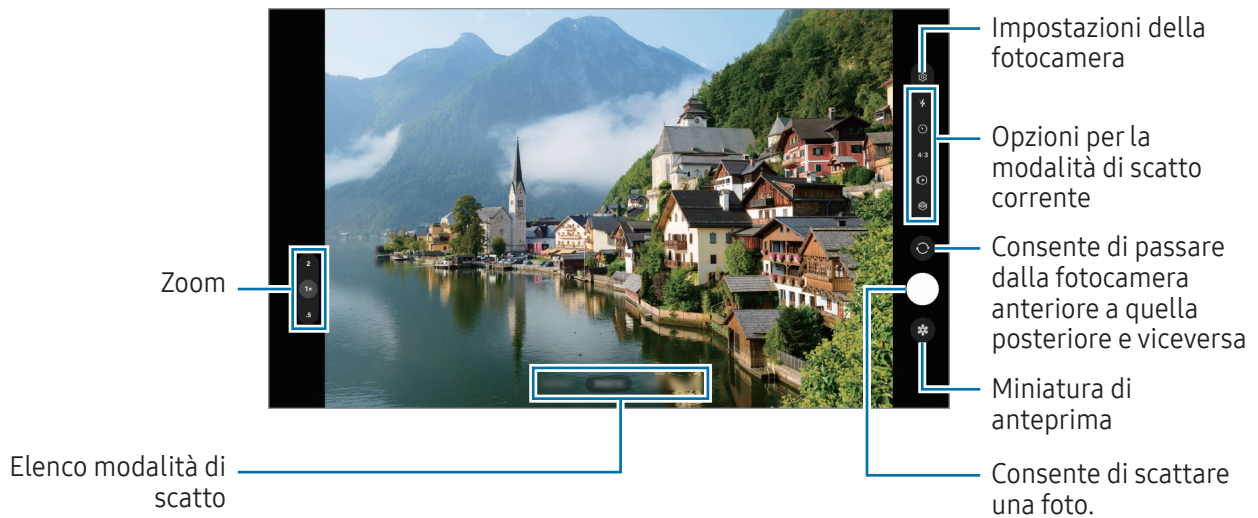 Impostazioni della
fotocamera
Opzioni per la
modalità di scatto
corrente
Consente di passare
dalla fotocamera
anteriore a quella
posteriore e viceversa
Miniatura di
anteprima
Consente di scattare
una foto.
Zoom
Elenco modalità di
scatto
4:3
2
1×
.5